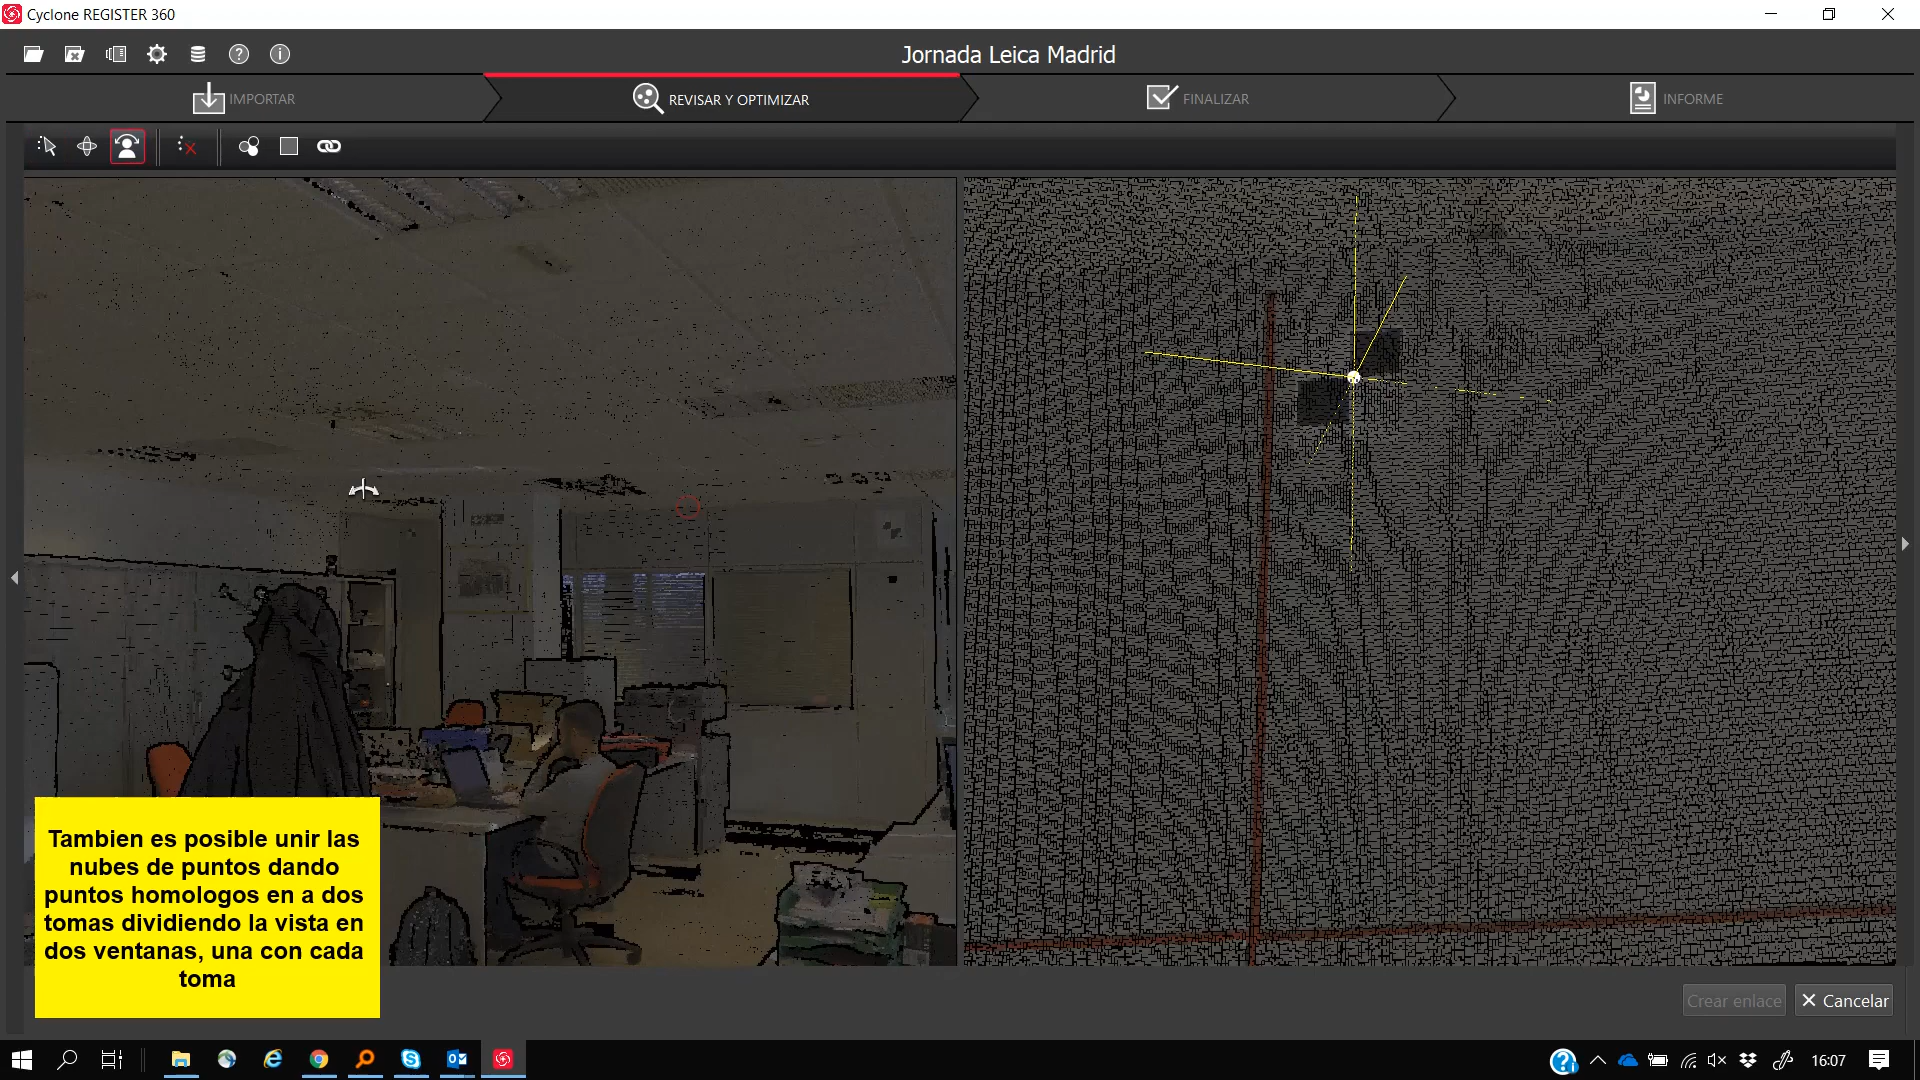 Cyclone REGISTER 360
Jornada Leica Madrid
IMPORTAR
REVISAR Y OPTIMIZAR
FINALIZAR
INFORME
Tambien es posible unir las
nubes de puntos dando
puntos homologos en a dos
tomas dividiendo la vista en
dos ventanas, una con cada
toma
Crear enlace
Cancelar
16:07